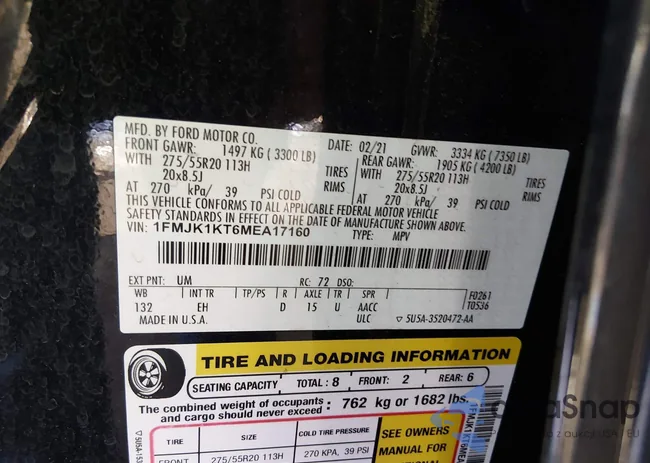 MFD. BY FORD MOTOR CO.
DATE: 02/21 GVWR: 3334 KG ( 7350 LB)
FRONT GAWR: 1497 KG ( 3300 LB) REAR GAWR: 1905 KG ( 4200 LB)
WITH 275/55R20 113H TIRES WITH 275/55R20 113H TIRES
20x8.5J RIMS 20x8.5J RIMS
AT 270 kPa/ 39 PSI COLD AT 270 kPa/ 39 PSI COLD
THIS VEHICLE CONFORMS TO ALL APPLICABLE FEDERAL MOTOR VEHICLE
SAFETY STANDARDS IN EFFECT ON THE DATE OF MANUFACTURE SHOWN ABOVE.
VIN: 1FMJK1KT6MEA17160
TYPE: MPV
EXT PNT: UM RC: 72 DSO:
WB INT TR TP/PS R AXLE TR SPR F0261
132 EH D 15 U AACC T0536
MADE IN U.S.A. ULC 5U5A-3520472-AA
TIRE AND LOADING INFORMATION
SEATING CAPACITY TOTAL: 8 FRONT: 2 REAR: 6
The combined weight of occupants and cargo should never exceed: 762 kg or 1682 lbs.
TIRE SIZE COLD TIRE PRESSURE SEE OWNERS
FRONT 275/55R20 113H 270 KPA, 39 PSI MANUAL FOR
ADDITIONAL